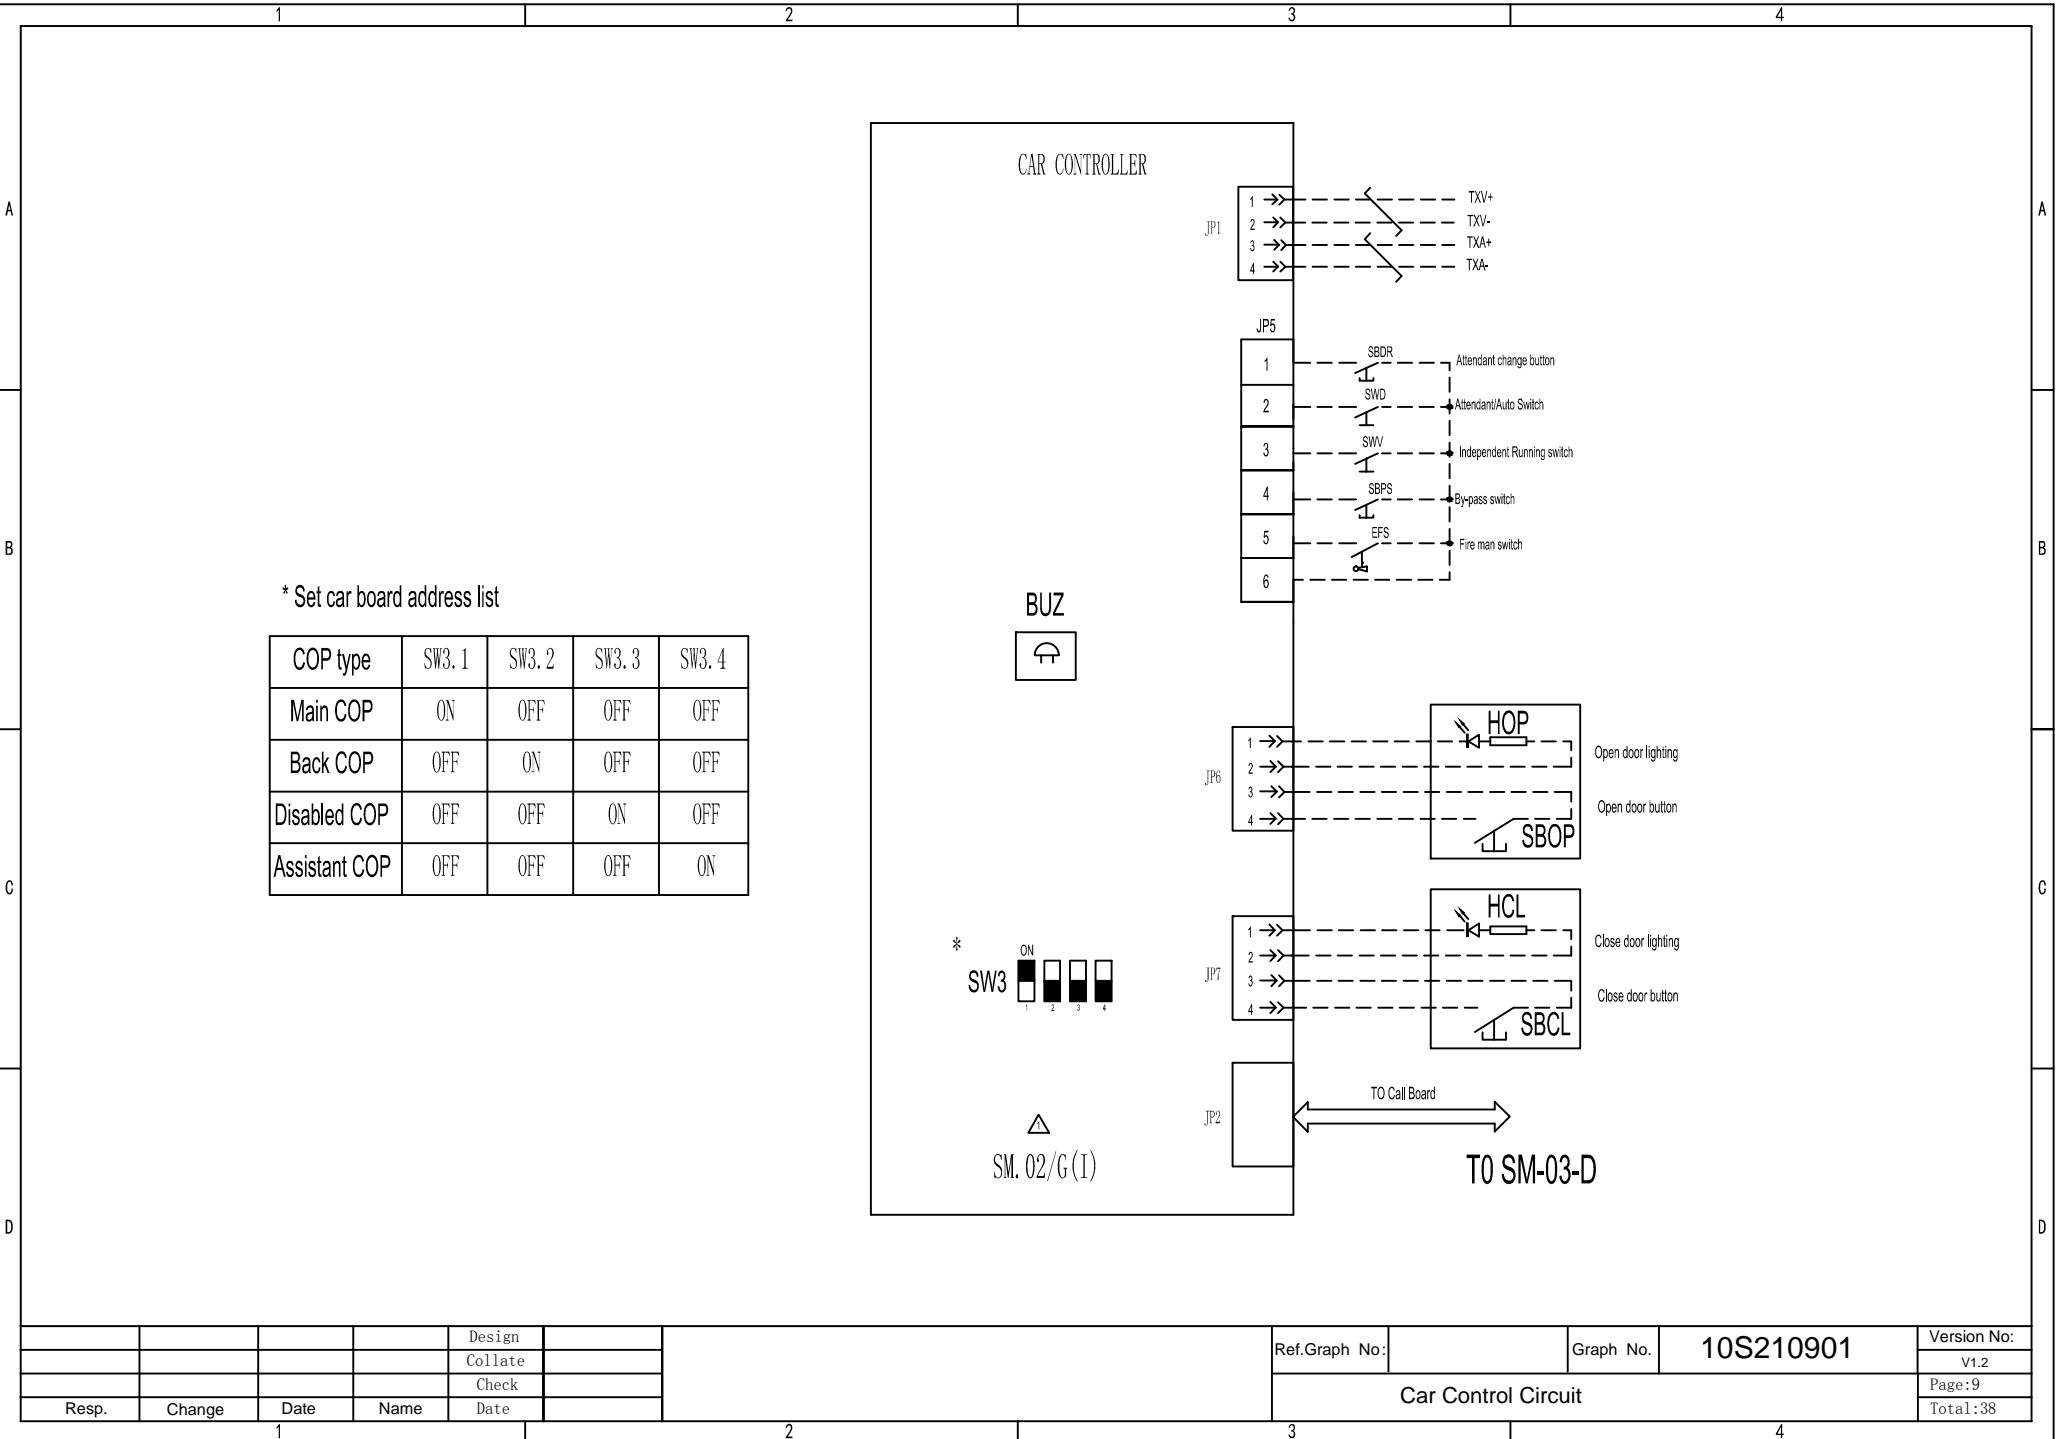 1 2 3 4
A A
B B
C C
D D
CAR CONTROLLER
JP1
1 TXV+
2 TXV-
3 TXA+
4 TXA-
JP5
1 SBDR Attendant change button
2 SWD Attendant/Auto Switch
3 SWV Independent Running switch
4 SBPS By-pass switch
5 EFS Fire man switch
6
* Set car board address list
COP type SW3.1 SW3.2 SW3.3 SW3.4
Main COP ON OFF OFF OFF
Back COP OFF ON OFF OFF
Disabled COP OFF OFF ON OFF
Assistant COP OFF OFF OFF ON
BUZ
JP6
1
2
3
4
HOP
Open door lighting
Open door button
SBOP
*
SW3
ON
1 2 3 4
JP7
1
2
3
4
HCL
Close door lighting
Close door button
SBCL
JP2
TO Call Board
T0 SM-03-D
1
SM.02/G(I)
Design
Collate
Check
Resp. Change Date Name Date
Ref.Graph No: Graph No. 10S210901
Car Control Circuit
Version No:
V1.2
Page:9
Total:38
1 2 3 4